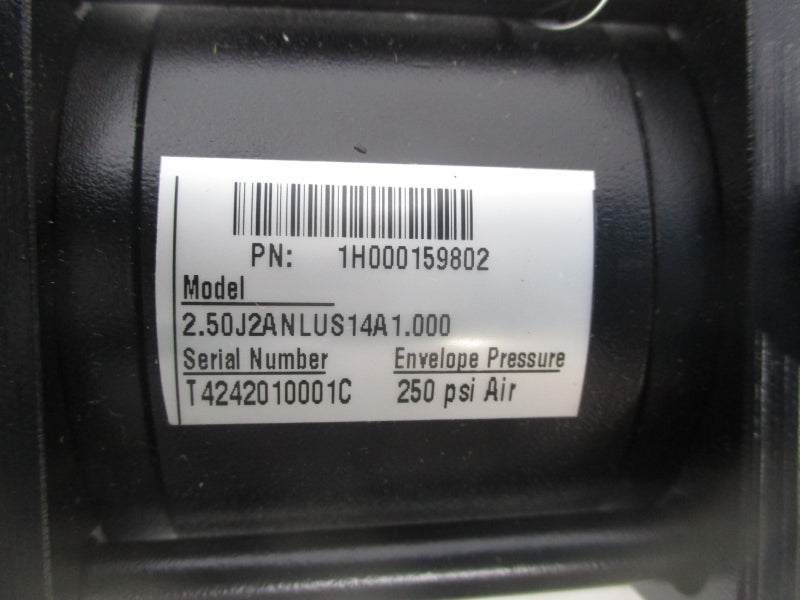 PN: 1H000159802
Model
2.50J2ANLUS14A1.000
Serial Number Envelope Pressure
T4242010001C 250 psi Air